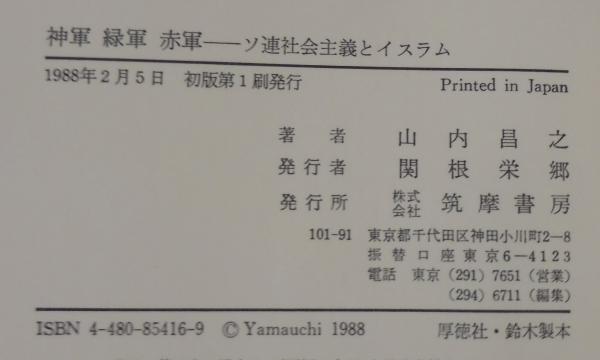 神軍 緑軍 赤軍――ソ連社会主義とイスラム
1988年2月5日 初版第1刷発行 Printed in Japan
著者 山内昌之
発行者 関根栄郷
発行所 株式会社 筑摩書房
101-91 東京都千代田区神田小川町2―8
振替口座東京6―4123
電話 東京 (291) 7651 (営業)
(294) 6711 (編集)
ISBN 4-480-85416-9 © Yamauchi 1988 厚徳社・鈴木製本